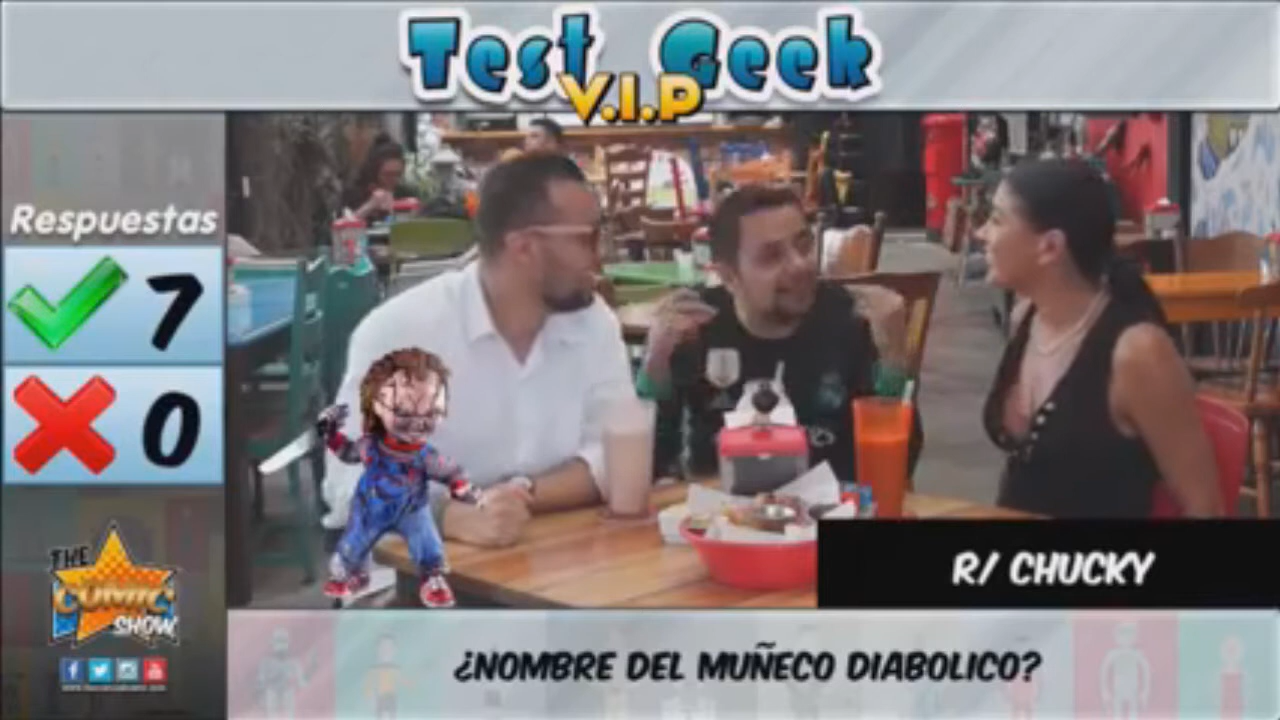 Test Geek
V.I.P
Respuestas
7
0
THE
COMIC
SHOW
R/ CHUCKY
¿NOMBRE DEL MUÑECO DIABOLICO?